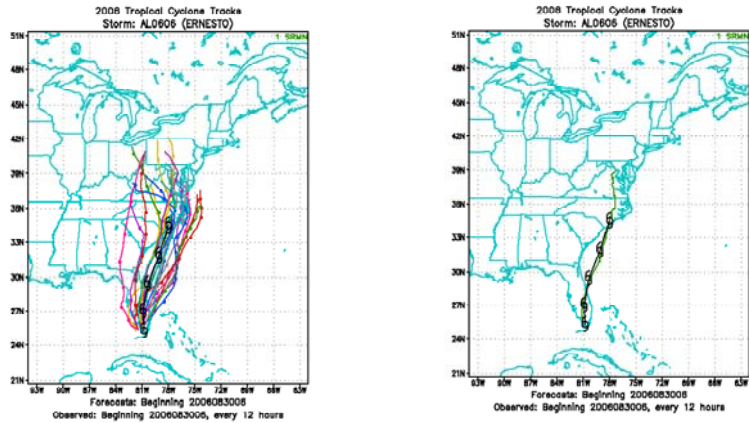 2006 Tropical Cyclone Tracks
Storm: AL0606 (ERNESTO)
1 SRMN
51N
48N
45N
42N
39N
36N
33N
30N
27N
24N
21N
93W 90W 87W 84W 81W 78W 75W 72W 69W 66W 63W
Forecasts: Beginning 2006083006
Observed: Beginning 2006083006, every 12 hours
2006 Tropical Cyclone Tracks
Storm: AL0606 (ERNESTO)
1 SRMN
51N
48N
45N
42N
39N
36N
33N
30N
27N
24N
21N
93W 90W 87W 84W 81W 78W 75W 72W 69W 66W 63W
Forecasts: Beginning 2006083006
Observed: Beginning 2006083006, every 12 hours